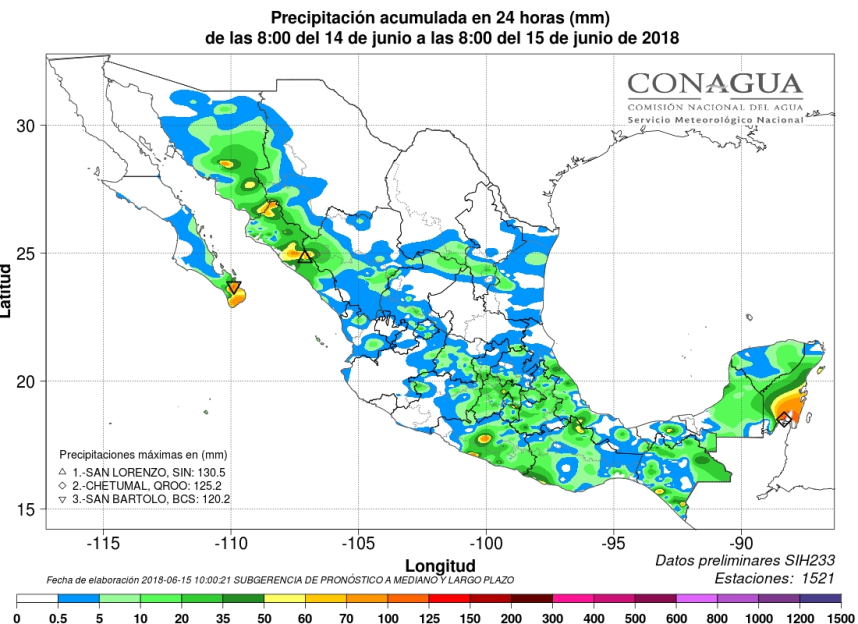 Precipitación acumulada en 24 horas (mm)
de las 8:00 del 14 de junio a las 8:00 del 15 de junio de 2018
CONAGUA
COMISIÓN NACIONAL DEL AGUA
Servicio Meteorológico Nacional
30
25
20
15
Latitud
Precipitaciones máximas en (mm)
1.-SAN LORENZO, SIN: 130.5
2.-CHETUMAL, QROO: 125.2
3.-SAN BARTOLO, BCS: 120.2
-115 -110 -105 -100 -95 -90
Longitud
Datos preliminares SIH233
Estaciones: 1521
Fecha de elaboración 2018-06-15 10:00:21 SUBGERENCIA DE PRONÓSTICO A MEDIANO Y LARGO PLAZO
0 0.5 5 10 20 35 50 60 70 100 125 150 200 300 400 500 600 800 1000 1200 1500